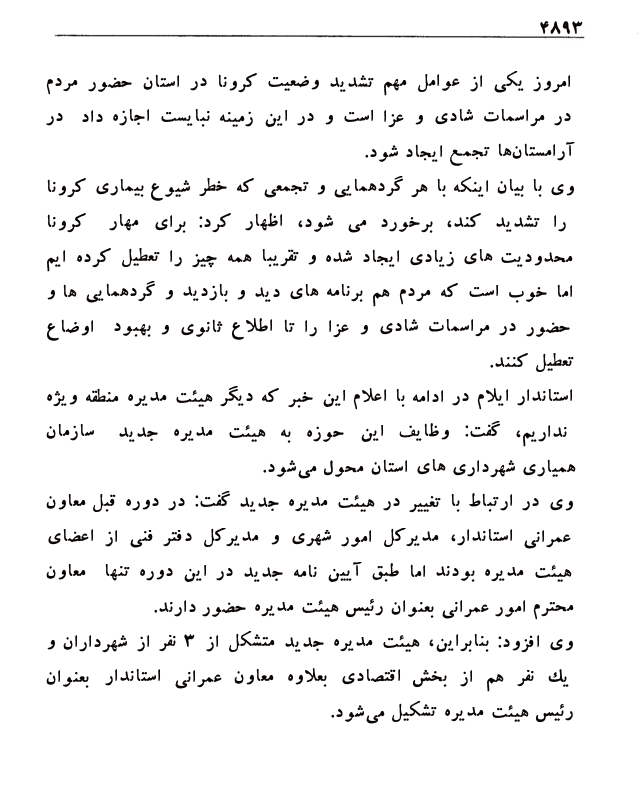 ۴۸۹۳
امروز یکی از عوامل مهم تشدید وضعیت کرونا در استان حضور مردم
در مراسمات شادی و عزا است و در این زمینه نبایست اجازه داد در
آرامستان‌ها تجمع ایجاد شود.
وی با بیان اینکه با هر گردهمایی و تجمعی که خطر شیوع بیماری کرونا
را تشدید کند، برخورد می شود، اظهار کرد: برای مهار کرونا
محدودیت های زیادی ایجاد شده و تقریبا همه چیز را تعطیل کرده ایم
اما خوب است که مردم هم برنامه های دید و بازدید و گردهمایی ها و
حضور در مراسمات شادی و عزا را تا اطلاع ثانوی و بهبود اوضاع
تعطیل کنند.
استاندار ایلام در ادامه با اعلام این خبر که دیگر هیئت مدیره منطقه ویژه
نداریم، گفت: وظایف این حوزه به هیئت مدیره جدید سازمان
همیاری شهرداری های استان محول می‌شود.
وی در ارتباط با تغییر در هیئت مدیره جدید گفت: در دوره قبل معاون
عمرانی استاندار، مدیرکل امور شهری و مدیرکل دفتر فنی از اعضای
هیئت مدیره بودند اما طبق آیین نامه جدید در این دوره تنها معاون
محترم امور عمرانی بعنوان رئیس هیئت مدیره حضور دارند.
وی افزود: بنابراین، هیئت مدیره جدید متشکل از ۳ نفر از شهرداران و
یك نفر هم از بخش اقتصادی بعلاوه معاون عمرانی استاندار بعنوان
رئیس هیئت مدیره تشکیل می‌شود.